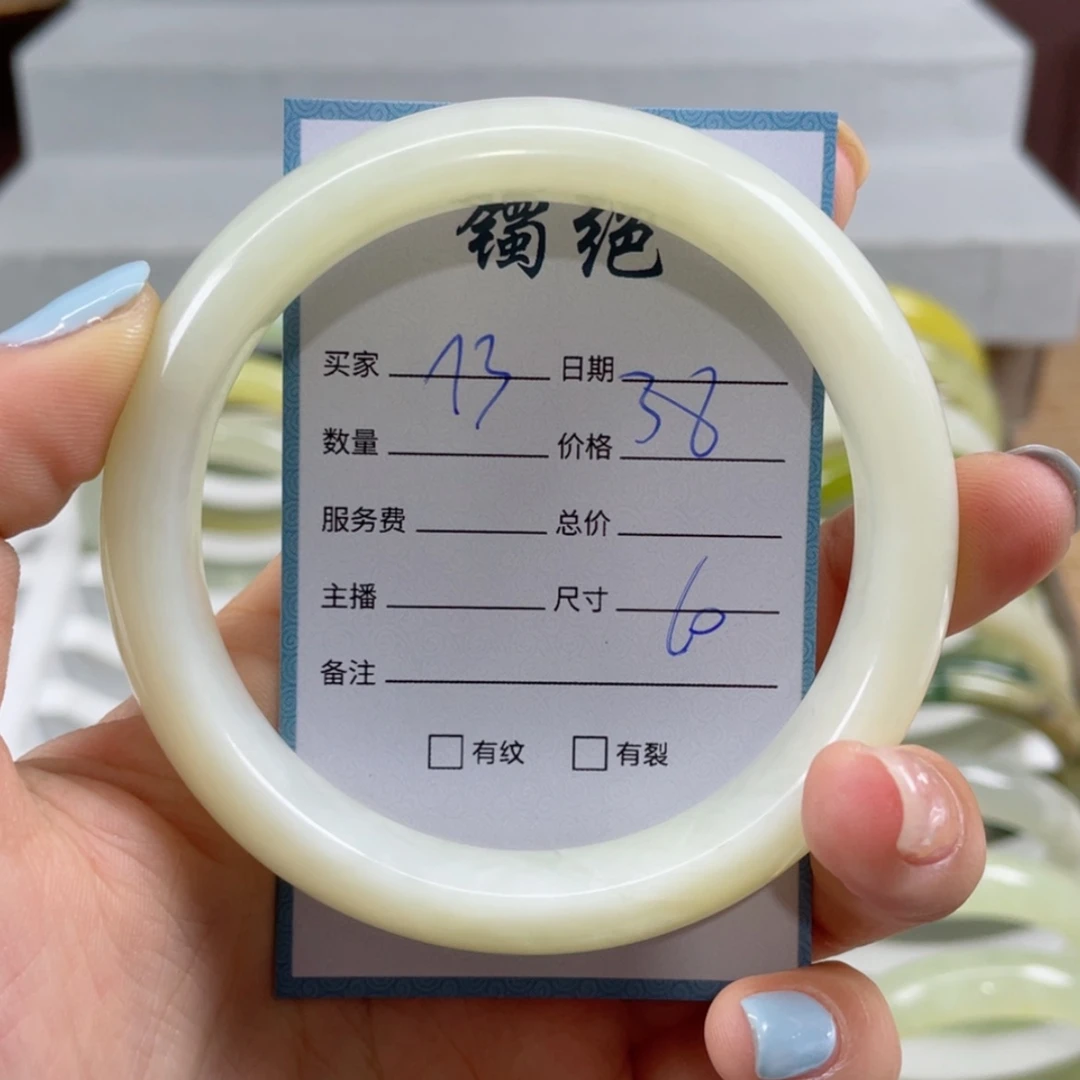 镯绝
买家 13 日期
数量 价格 38
服务费 总价
主播 尺寸 60
备注
有纹 有裂